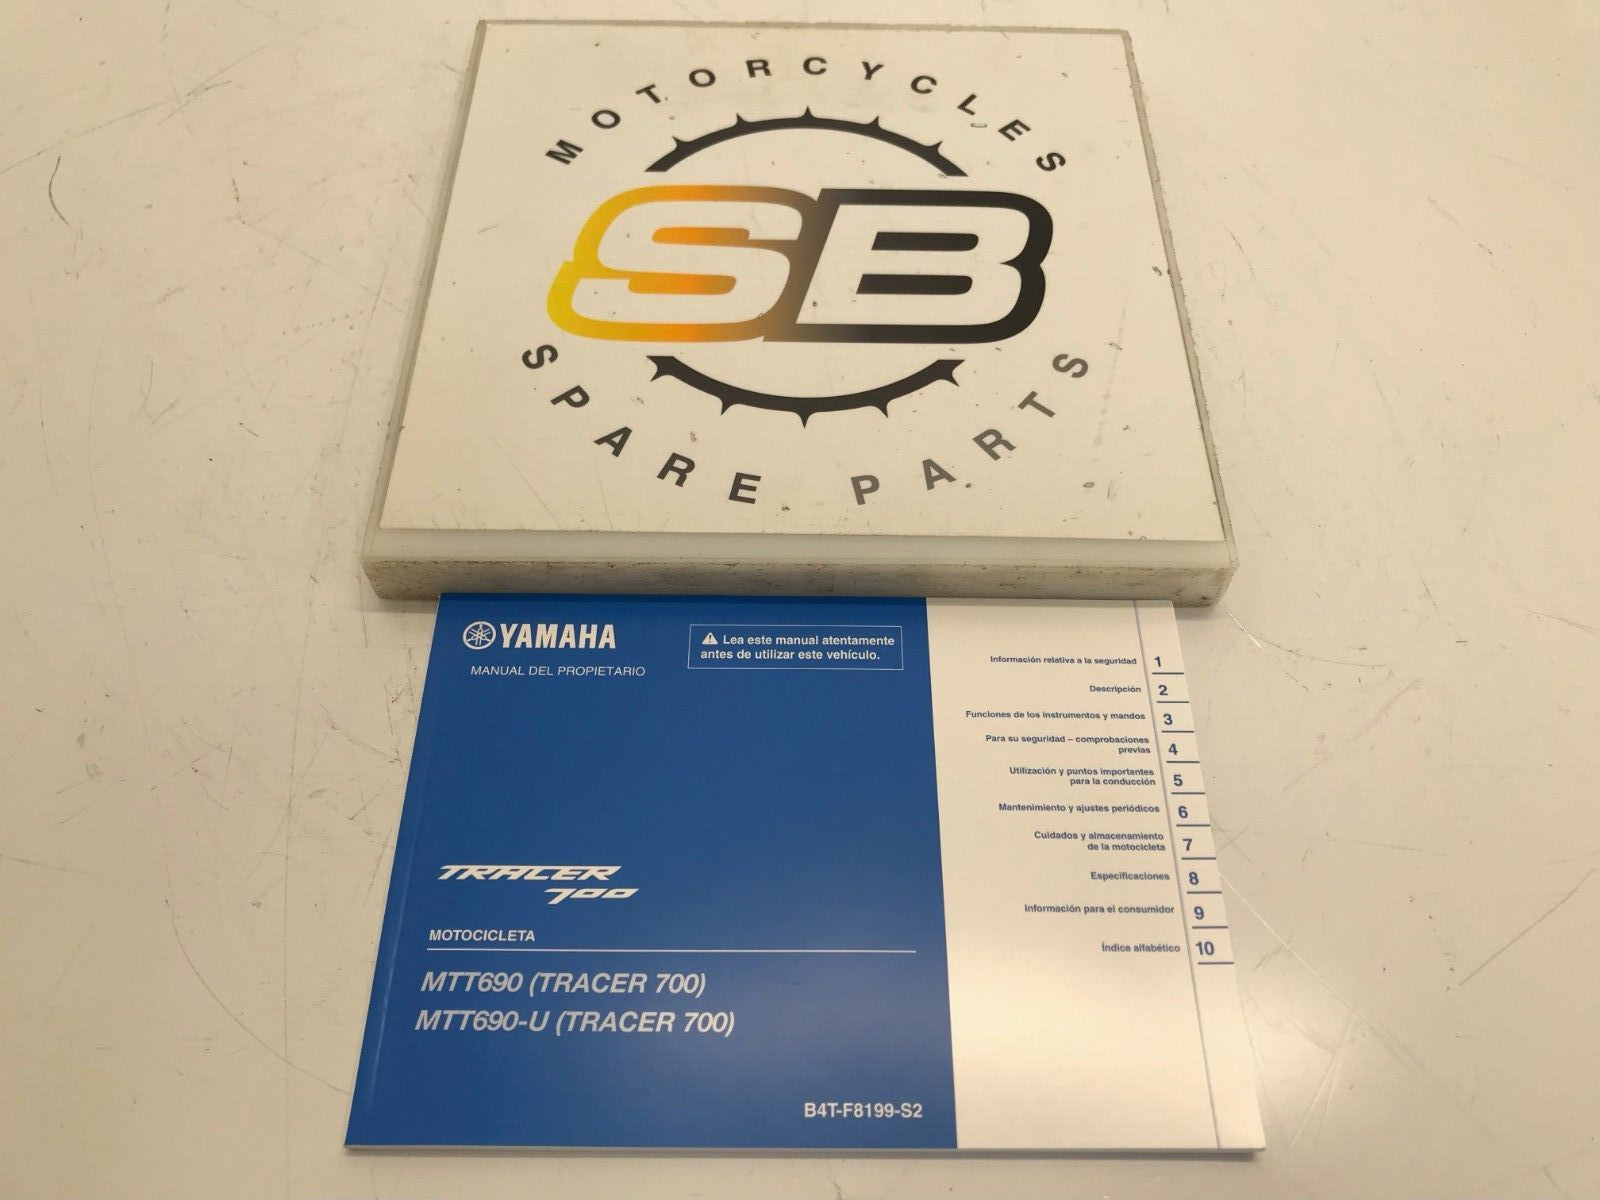 MOTORCYCLES
SB
SPARE PARTS
YAMAHA
MANUAL DEL PROPIETARIO
Lea este manual atentamente
antes de utilizar este vehículo.
TRACER
700
MOTOCICLETA
MTT690 (TRACER 700)
MTT690-U (TRACER 700)
B4T-F8199-S2
Información relativa a la seguridad 1
Descripción 2
Funciones de los instrumentos y mandos 3
Para su seguridad – comprobaciones
previas 4
Utilización y puntos importantes
para la conducción 5
Mantenimiento y ajustes periódicos 6
Cuidados y almacenamiento
de la motocicleta 7
Especificaciones 8
Información para el consumidor 9
Índice alfabético 10